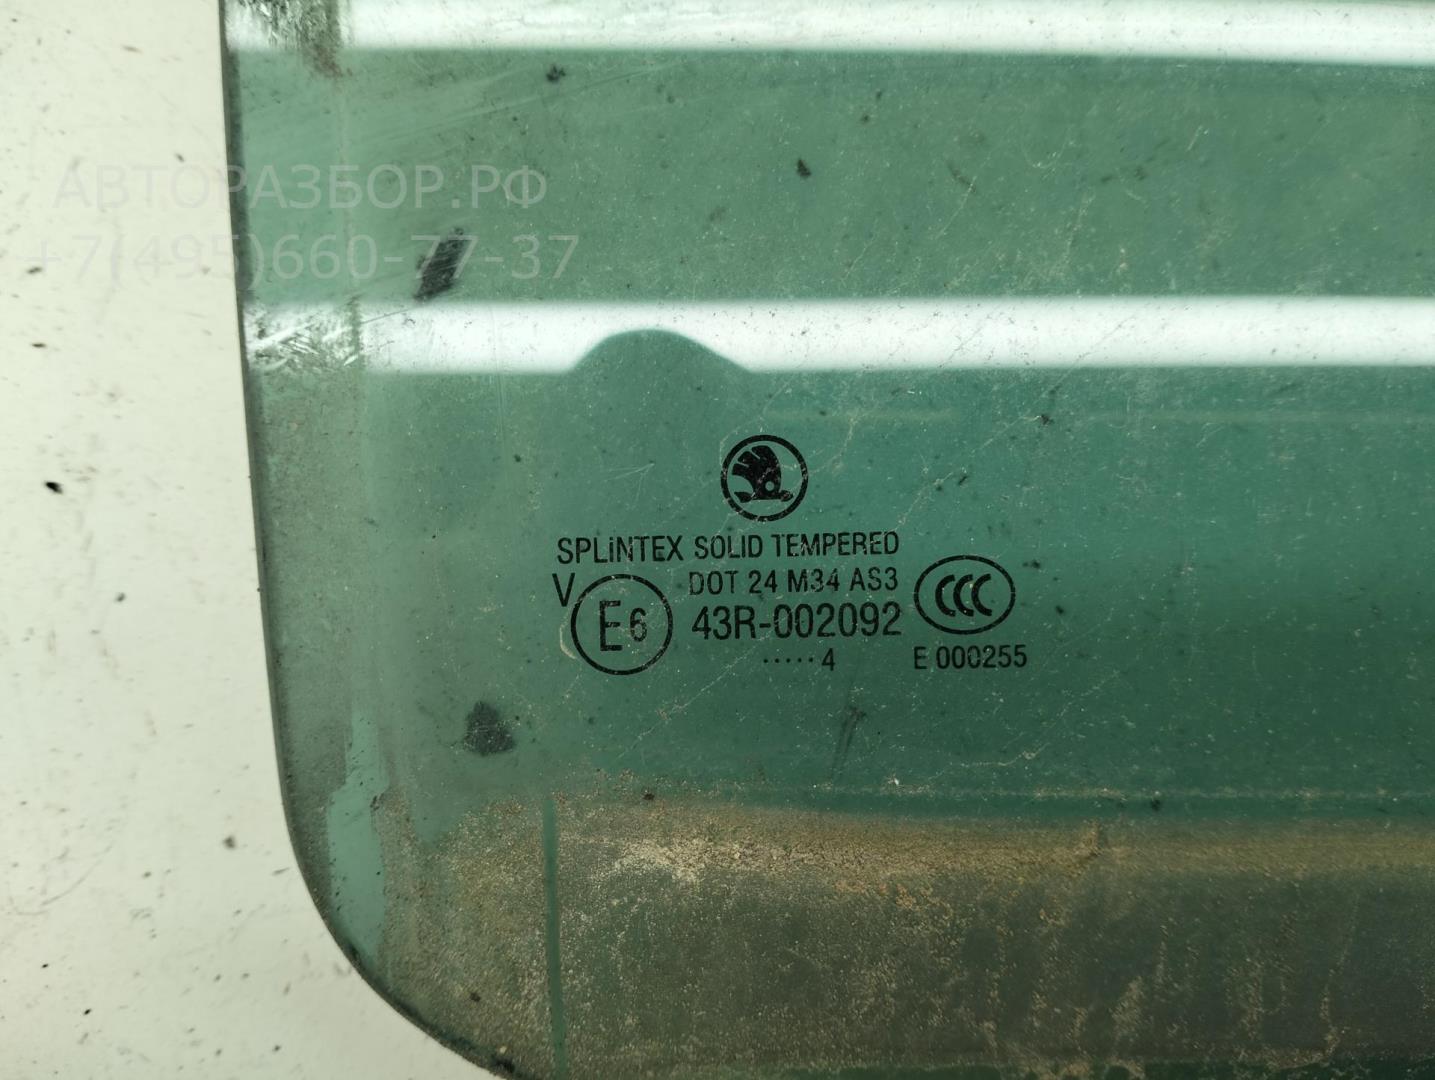 АВТОРАЗБОР.РФ
+7(495)660-77-37
SPLiNTEX SOLID TEMPERED
V
DOT 24 M34 AS3
E6
43R-002092
CCC
.....4
E 000255